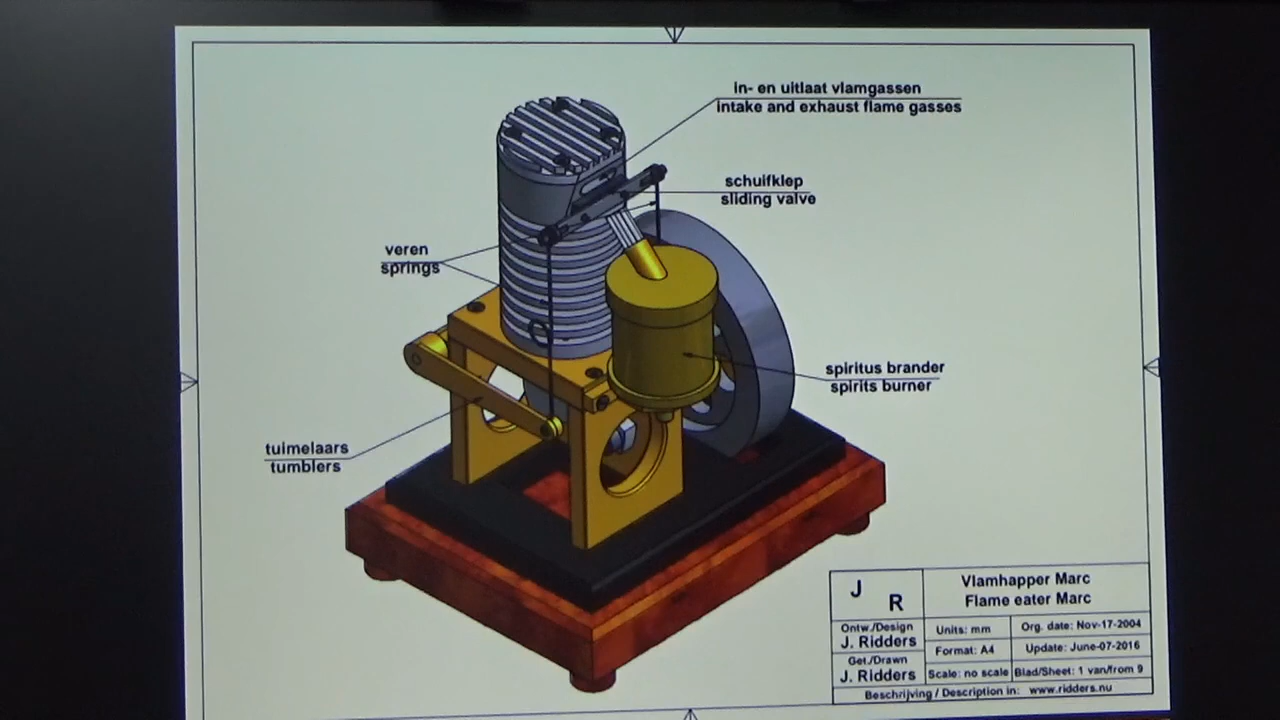 in- en uitlaat vlamgassen
intake and exhaust flame gasses
schuifklep
sliding valve
veren
springs
spiritus brander
spirits burner
tuimelaars
tumblers
J R
Vlamhapper Marc
Flame eater Marc
Ontw./Design
J. Ridders
Units: mm
Org. date: Nov-17-2004
Format: A4
Update: June-07-2016
Get./Drawn
J. Ridders
Scale: no scale
Blad/Sheet: 1 van/from 9
Beschrijving / Description in: www.ridders.nu